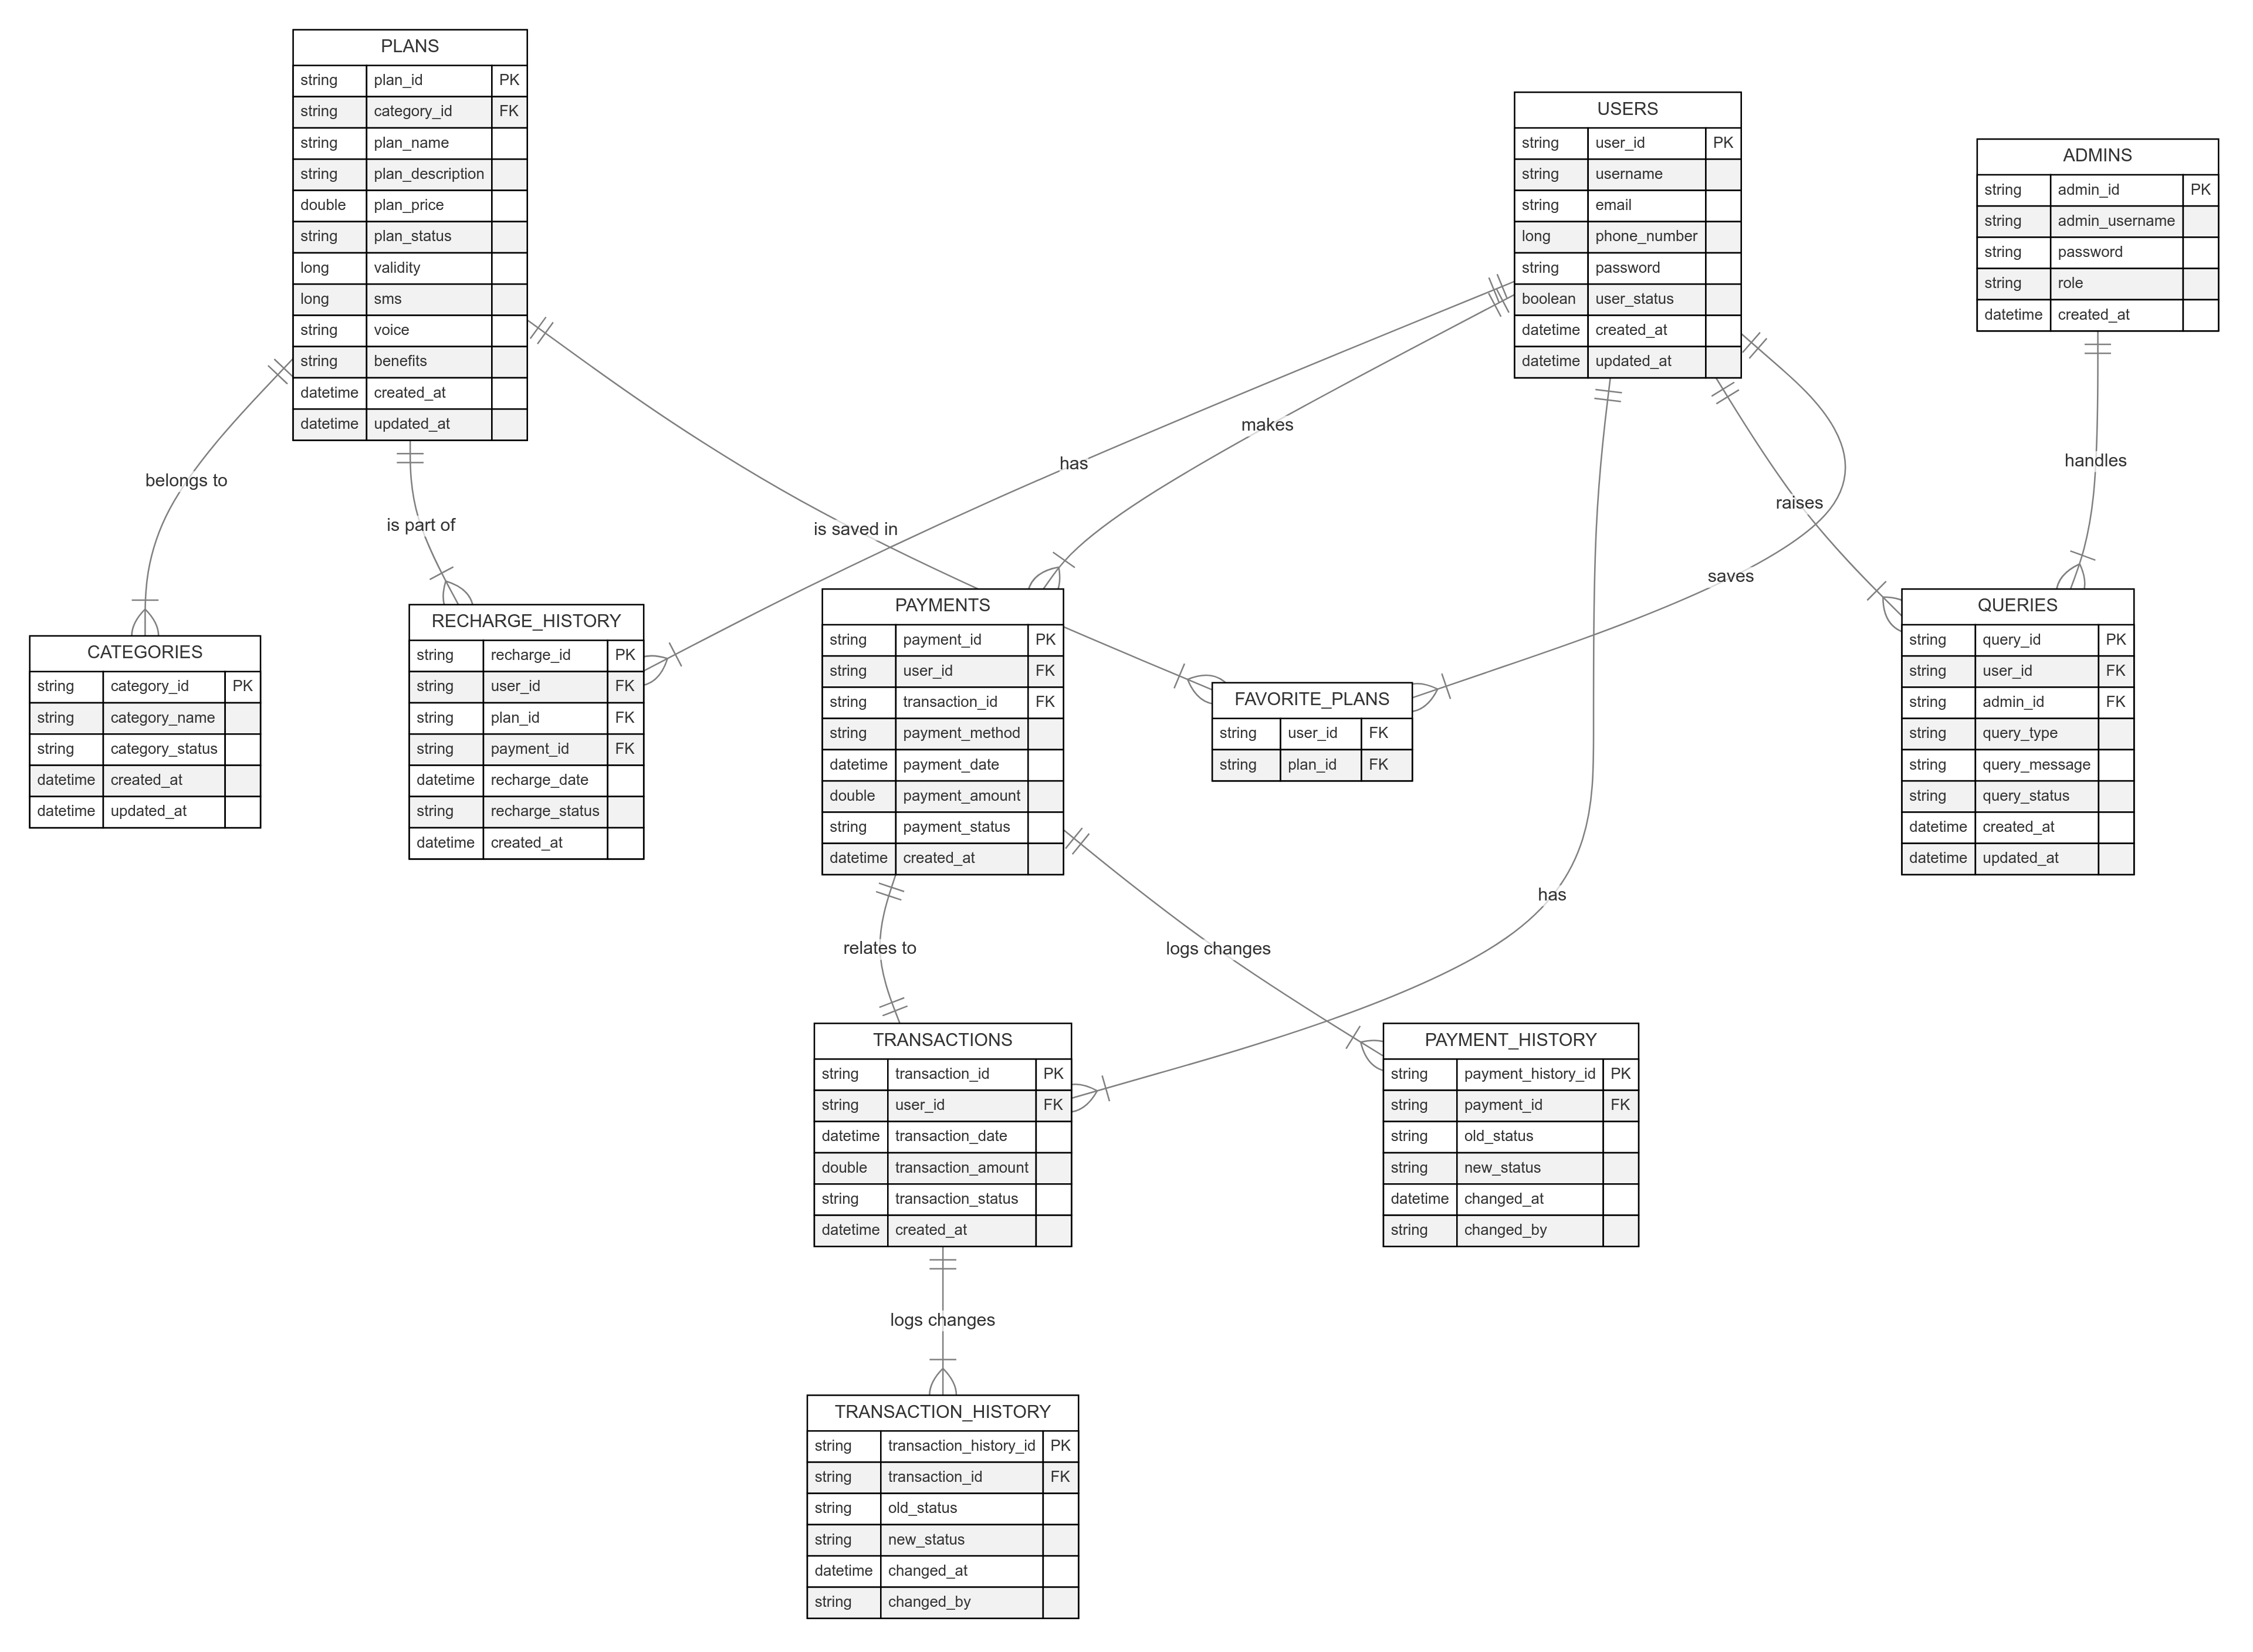 PLANS
string plan_id PK
string category_id FK
string plan_name
string plan_description
double plan_price
string plan_status
long validity
long sms
string voice
string benefits
datetime created_at
datetime updated_at
USERS
string user_id PK
string username
string email
long phone_number
string password
boolean user_status
datetime created_at
datetime updated_at
ADMINS
string admin_id PK
string admin_username
string password
string role
datetime created_at
belongs to
is part of
is saved in
has
makes
raises
handles
saves
CATEGORIES
string category_id PK
string category_name
string category_status
datetime created_at
datetime updated_at
RECHARGE_HISTORY
string recharge_id PK
string user_id FK
string plan_id FK
string payment_id FK
datetime recharge_date
string recharge_status
datetime created_at
PAYMENTS
string payment_id PK
string user_id FK
string transaction_id FK
string payment_method
datetime payment_date
double payment_amount
string payment_status
datetime created_at
FAVORITE_PLANS
string user_id FK
string plan_id FK
QUERIES
string query_id PK
string user_id FK
string admin_id FK
string query_type
string query_message
string query_status
datetime created_at
datetime updated_at
relates to
logs changes
has
TRANSACTIONS
string transaction_id PK
string user_id FK
datetime transaction_date
double transaction_amount
string transaction_status
datetime created_at
PAYMENT_HISTORY
string payment_history_id PK
string payment_id FK
string old_status
string new_status
datetime changed_at
string changed_by
logs changes
TRANSACTION_HISTORY
string transaction_history_id PK
string transaction_id FK
string old_status
string new_status
datetime changed_at
string changed_by